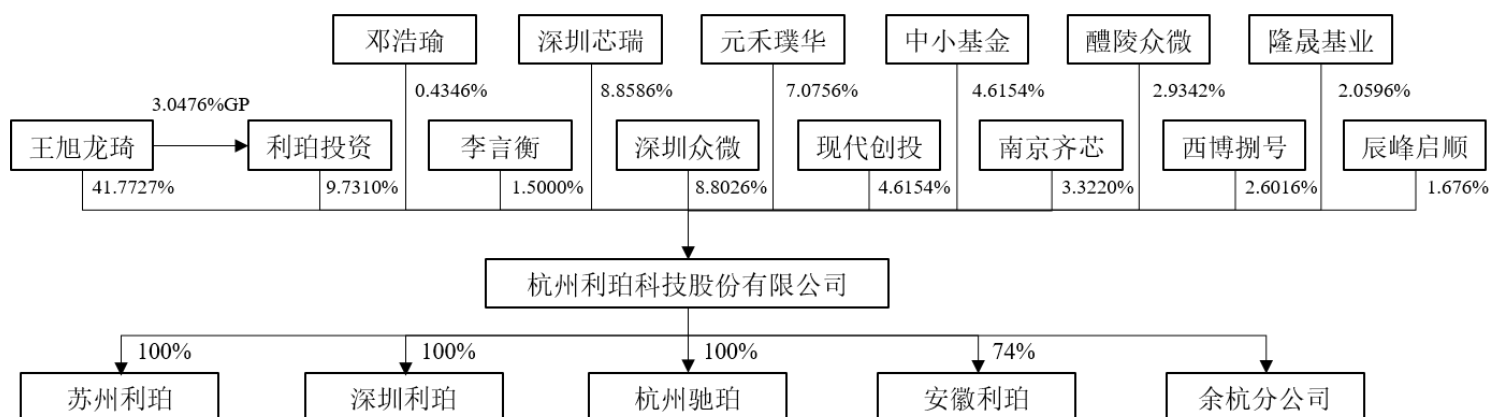 邓浩瑜
深圳芯瑞
元禾璞华
中小基金
醴陵众微
隆晟基业
3.0476%GP
0.4346%
8.8586%
7.0756%
4.6154%
2.9342%
2.0596%
王旭龙琦
利珀投资
李言衡
深圳众微
现代创投
南京齐芯
西博捌号
辰峰启顺
41.7727%
9.7310%
1.5000%
8.8026%
4.6154%
3.3220%
2.6016%
1.676%
杭州利珀科技股份有限公司
100%
100%
100%
74%
苏州利珀
深圳利珀
杭州驰珀
安徽利珀
余杭分公司